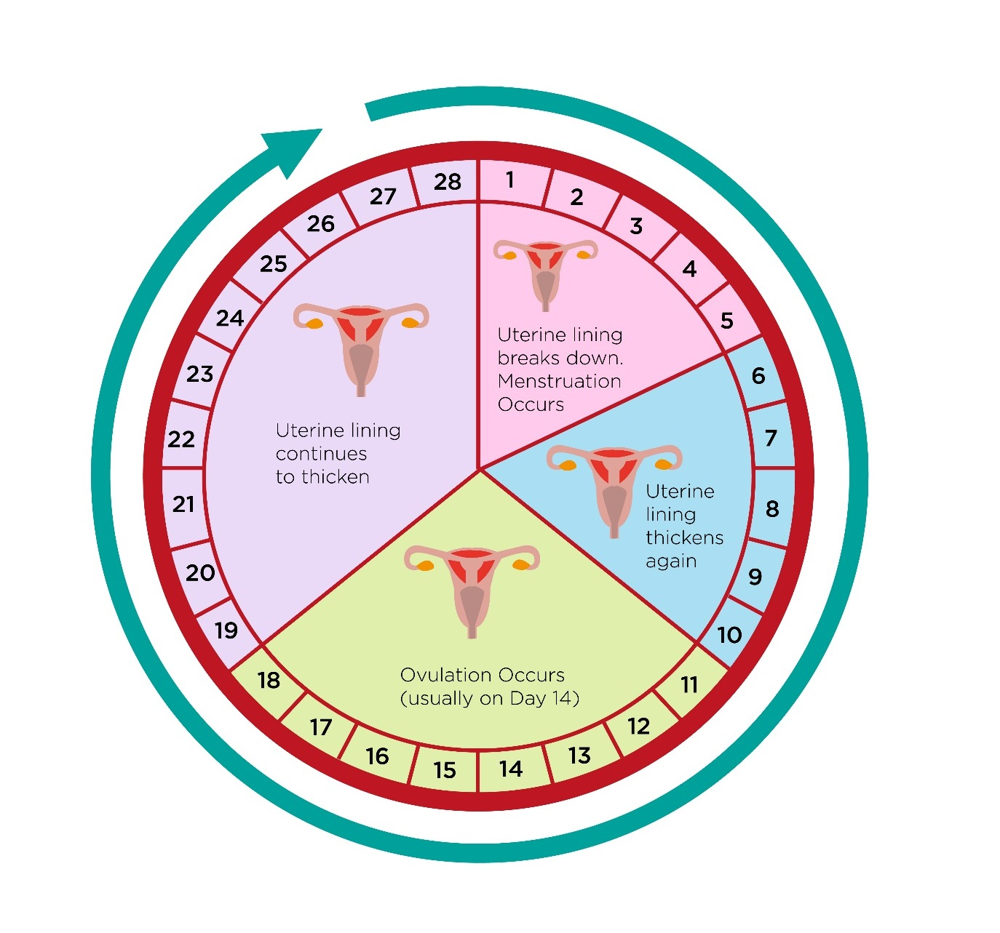 1
2
3
4
5
6
7
8
9
10
11
12
13
14
15
16
17
18
19
20
21
22
23
24
25
26
27
28
Uterine lining
breaks down.
Menstruation
Occurs
Uterine
lining
thickens
again
Ovulation Occurs
(usually on Day 14)
Uterine lining
continues
to thicken